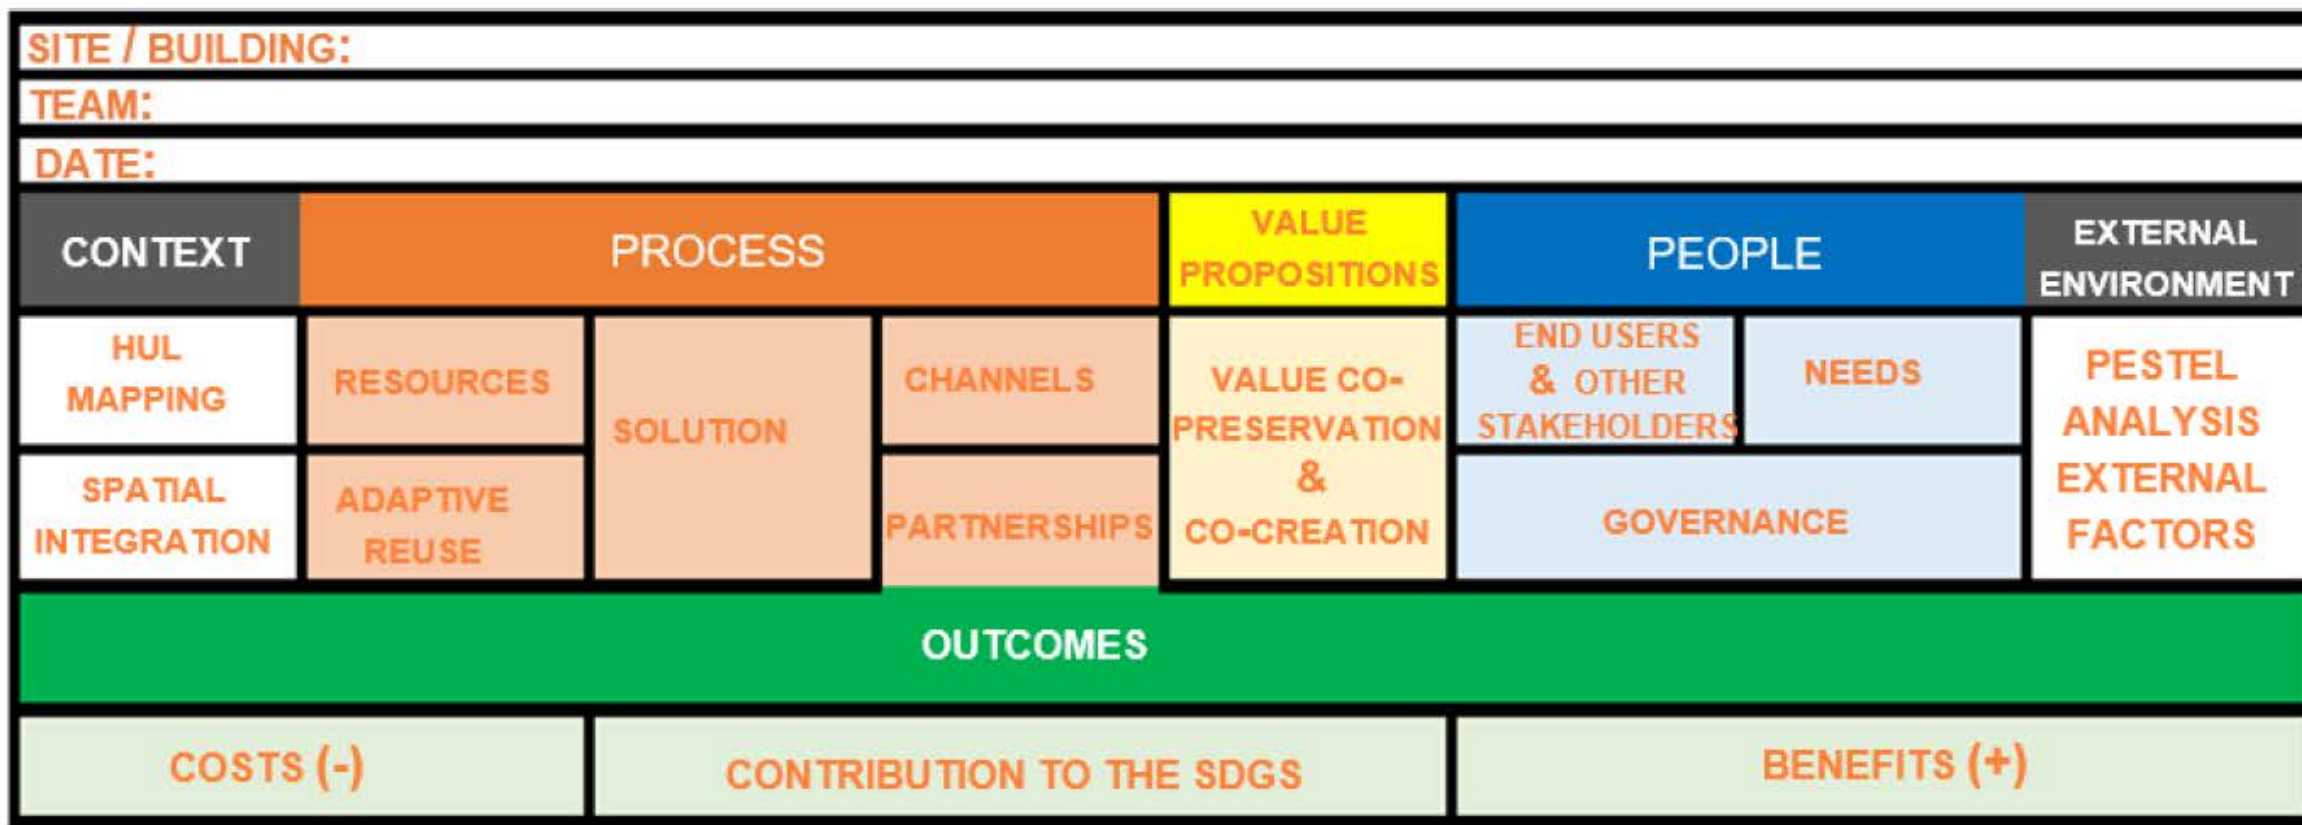 SITE / BUILDING:
TEAM:
DATE:
CONTEXT
PROCESS
VALUE
PROPOSITIONS
PEOPLE
EXTERNAL
ENVIRONMENT
HUL
MAPPING
RESOURCES
SOLUTION
CHANNELS
VALUE CO-
PRESERVATION
&
CO-CREATION
END USERS
& OTHER
STAKEHOLDERS
NEEDS
PESTEL
ANALYSIS
EXTERNAL
FACTORS
SPATIAL
INTEGRATION
ADAPTIVE
REUSE
PARTNERSHIPS
GOVERNANCE
OUTCOMES
COSTS (-)
CONTRIBUTION TO THE SDGS
BENEFITS (+)